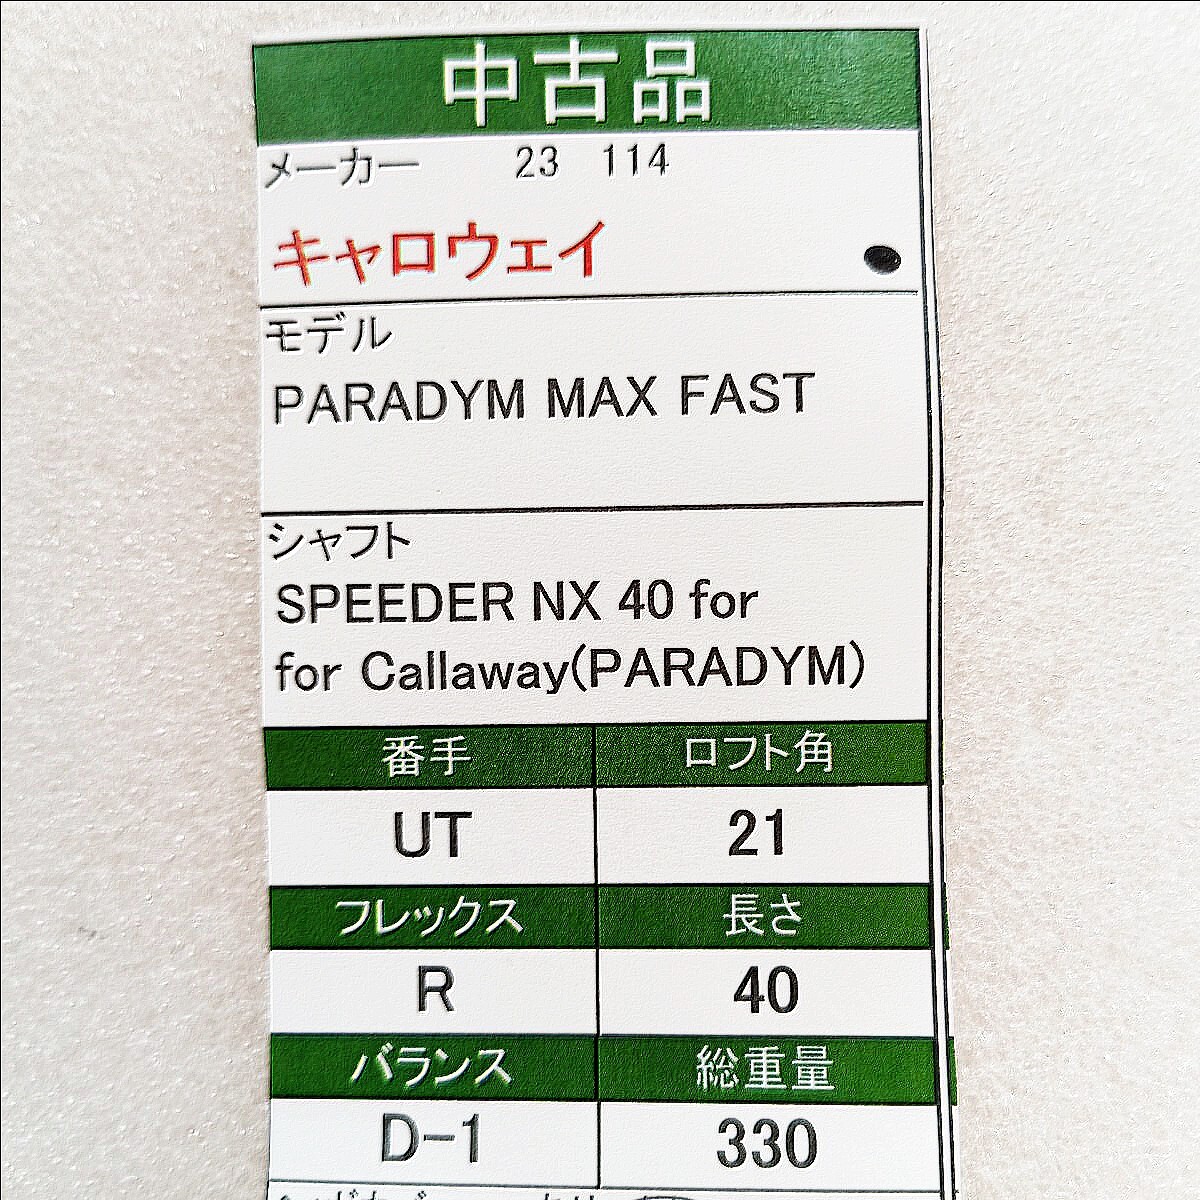 中古品
メーカー 23 114
キャロウェイ
モデル
PARADYM MAX FAST
シャフト
SPEEDER NX 40 for
for Callaway(PARADYM)
番手 ロフト角
UT 21
フレックス 長さ
R 40
バランス 総重量
D-1 330